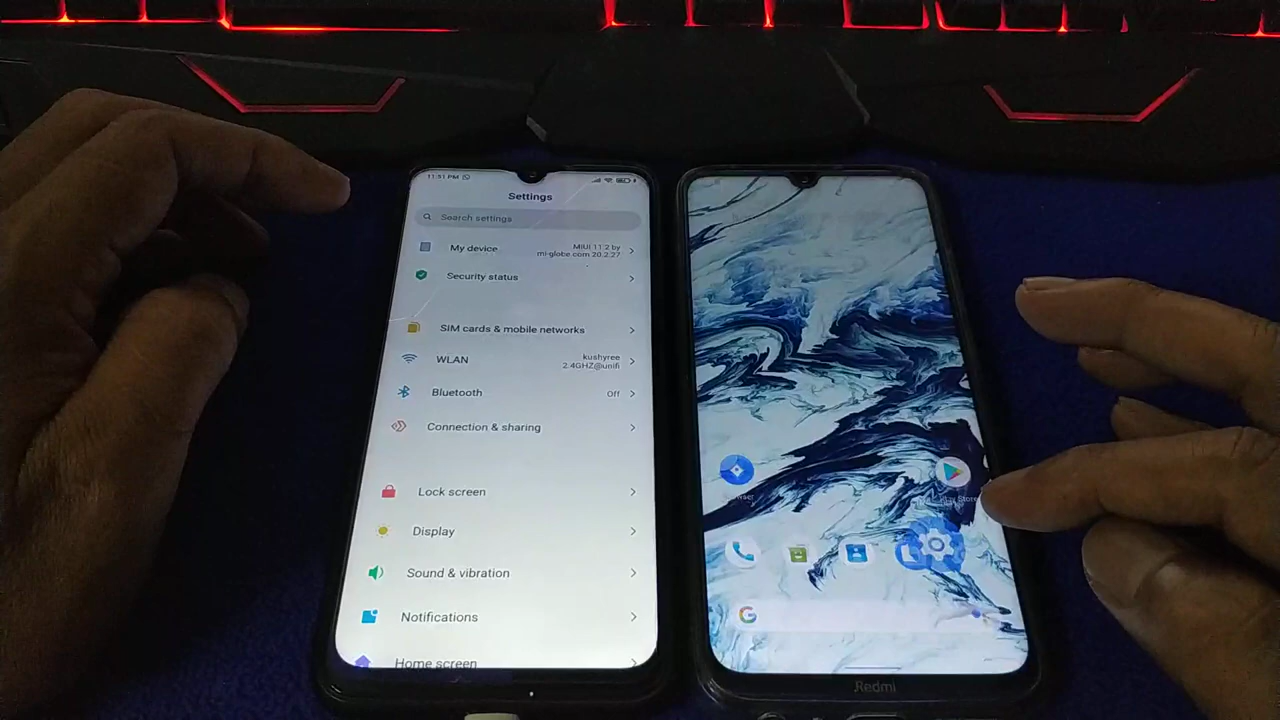 11:51 PM
Settings
Search settings
My device
MIUI 11.2 by
mi-globe.com 20.2.27
Security status
SIM cards & mobile networks
WLAN
kushyree
2.4GHZ@unifi
Bluetooth
Off
Connection & sharing
Lock screen
Display
Sound & vibration
Notifications
Home screen
Play Store
Redmi